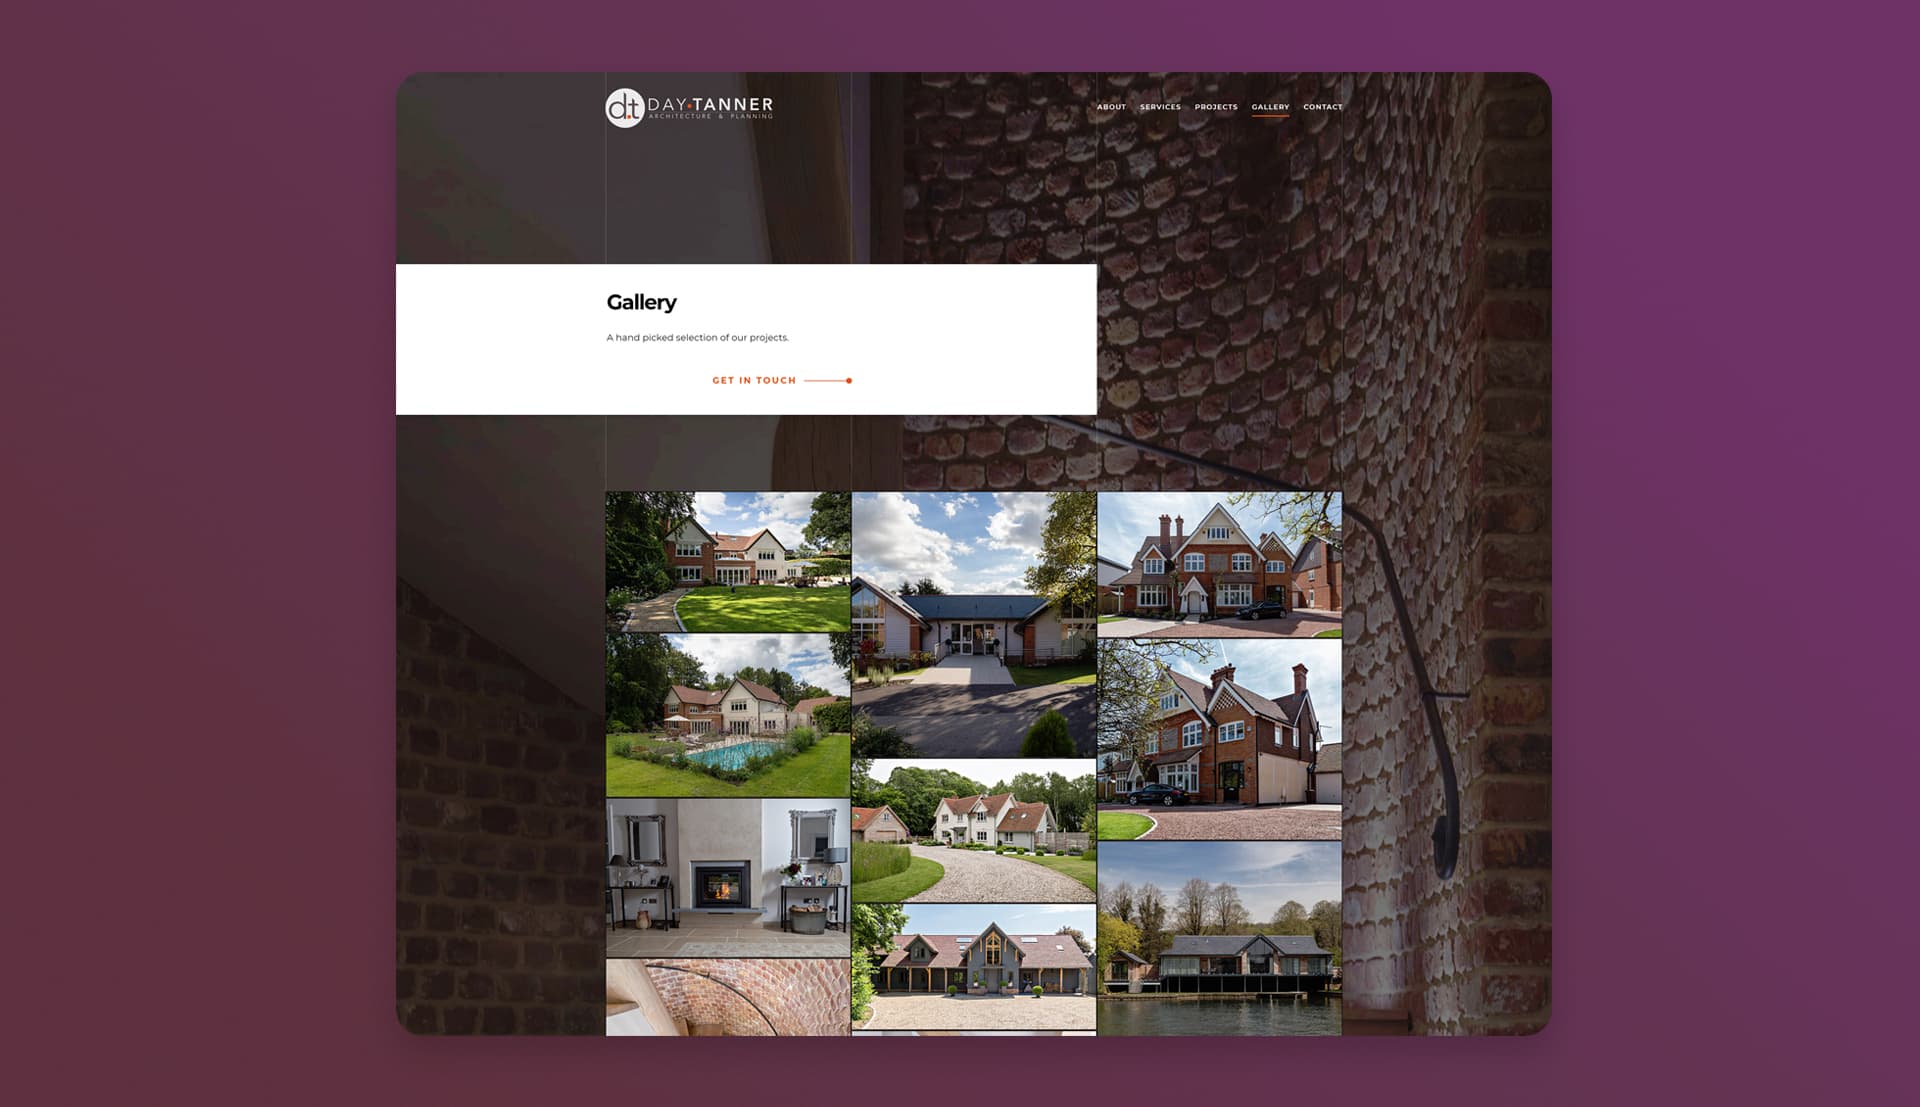 d.t DAY•TANNER
ARCHITECTURE & PLANNING
ABOUT SERVICES PROJECTS GALLERY CONTACT
Gallery
A hand picked selection of our projects.
GET IN TOUCH